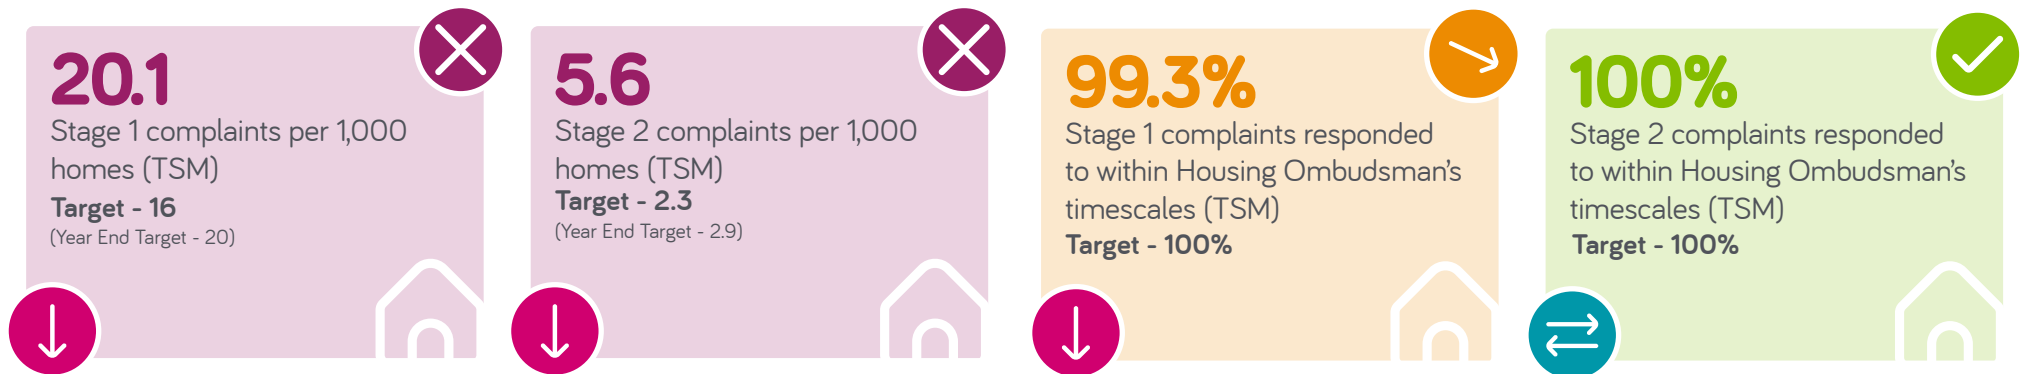 20.1
Stage 1 complaints per 1,000
homes (TSM)
Target - 16
(Year End Target - 20)
5.6
Stage 2 complaints per 1,000
homes (TSM)
Target - 2.3
(Year End Target - 2.9)
99.3%
Stage 1 complaints responded
to within Housing Ombudsman’s
timescales (TSM)
Target - 100%
100%
Stage 2 complaints responded
to within Housing Ombudsman’s
timescales (TSM)
Target - 100%